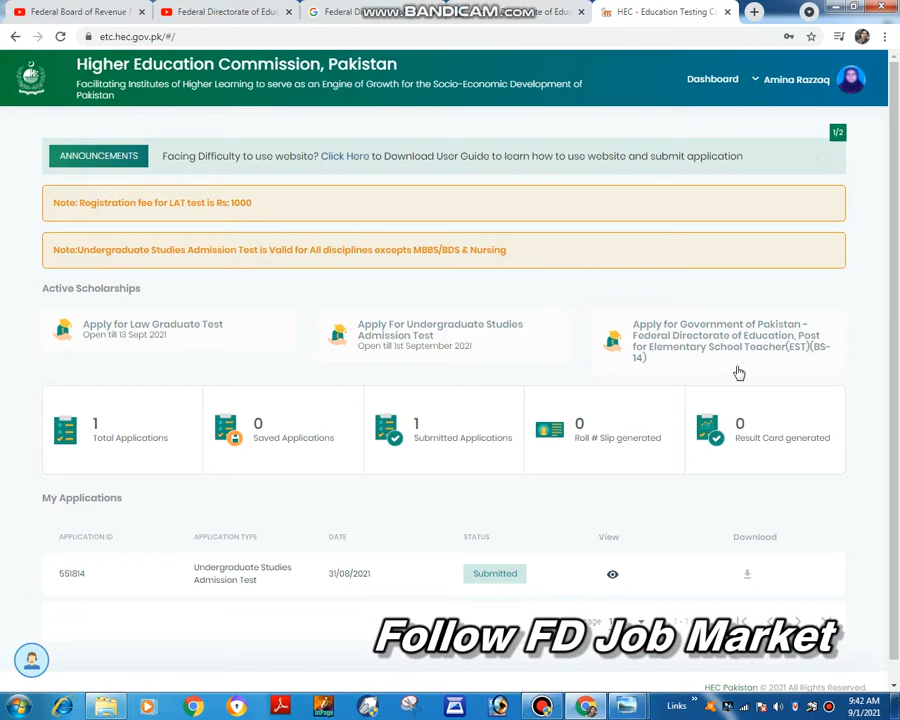 Federal Board of Revenue F
Federal Directorate of Educ
Federal Di
www.BANDICAM.com
te of Educ
HEC - Education Testing Co
etc.hec.gov.pk/#/
Higher Education Commission, Pakistan
Facilitating Institutes of Higher Learning to serve as an Engine of Growth for the Socio-Economic Development of
Pakistan
Dashboard
Amina Razzaq
1/2
ANNOUNCEMENTS
Facing Difficulty to use website? Click Here to Download User Guide to learn how to use website and submit application
Note: Registration fee for LAT test is Rs: 1000
Note:Undergraduate Studies Admission Test is Valid for All disciplines excepts MBBS/BDS & Nursing
Active Scholarships
Apply for Law Graduate Test
Open till 13 Sept 2021
Apply For Undergraduate Studies
Admission Test
Open till 1st September 2021
Apply for Government of Pakistan -
Federal Directorate of Education, Post
for Elementary School Teacher(EST)(BS-
14)
1
Total Applications
0
Saved Applications
1
Submitted Applications
0
Roll # Slip generated
0
Result Card generated
My Applications
APPLICATION ID
APPLICATION TYPE
DATE
STATUS
View
Download
551814
Undergraduate Studies
Admission Test
31/08/2021
Submitted
Follow FD Job Market
HEC Pakistan © 2021 All Rights Reserved.
Links
9:42 AM
9/1/2021